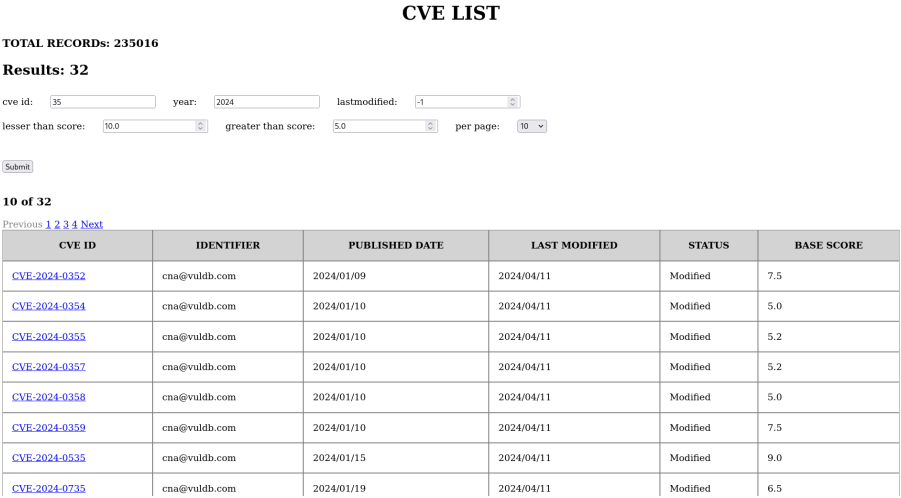 CVE LIST
TOTAL RECORDs: 235016
Results: 32
cve id: 35 year: 2024 lastmodified: -1
lesser than score: 10.0 greater than score: 5.0 per page: 10
Submit
10 of 32
Previous 1 2 3 4 Next
CVE ID IDENTIFIER PUBLISHED DATE LAST MODIFIED STATUS BASE SCORE
CVE-2024-0352 cna@vuldb.com 2024/01/09 2024/04/11 Modified 7.5
CVE-2024-0354 cna@vuldb.com 2024/01/10 2024/04/11 Modified 5.0
CVE-2024-0355 cna@vuldb.com 2024/01/10 2024/04/11 Modified 5.2
CVE-2024-0357 cna@vuldb.com 2024/01/10 2024/04/11 Modified 5.2
CVE-2024-0358 cna@vuldb.com 2024/01/10 2024/04/11 Modified 5.0
CVE-2024-0359 cna@vuldb.com 2024/01/10 2024/04/11 Modified 7.5
CVE-2024-0535 cna@vuldb.com 2024/01/15 2024/04/11 Modified 9.0
CVE-2024-0735 cna@vuldb.com 2024/01/19 2024/04/11 Modified 6.5